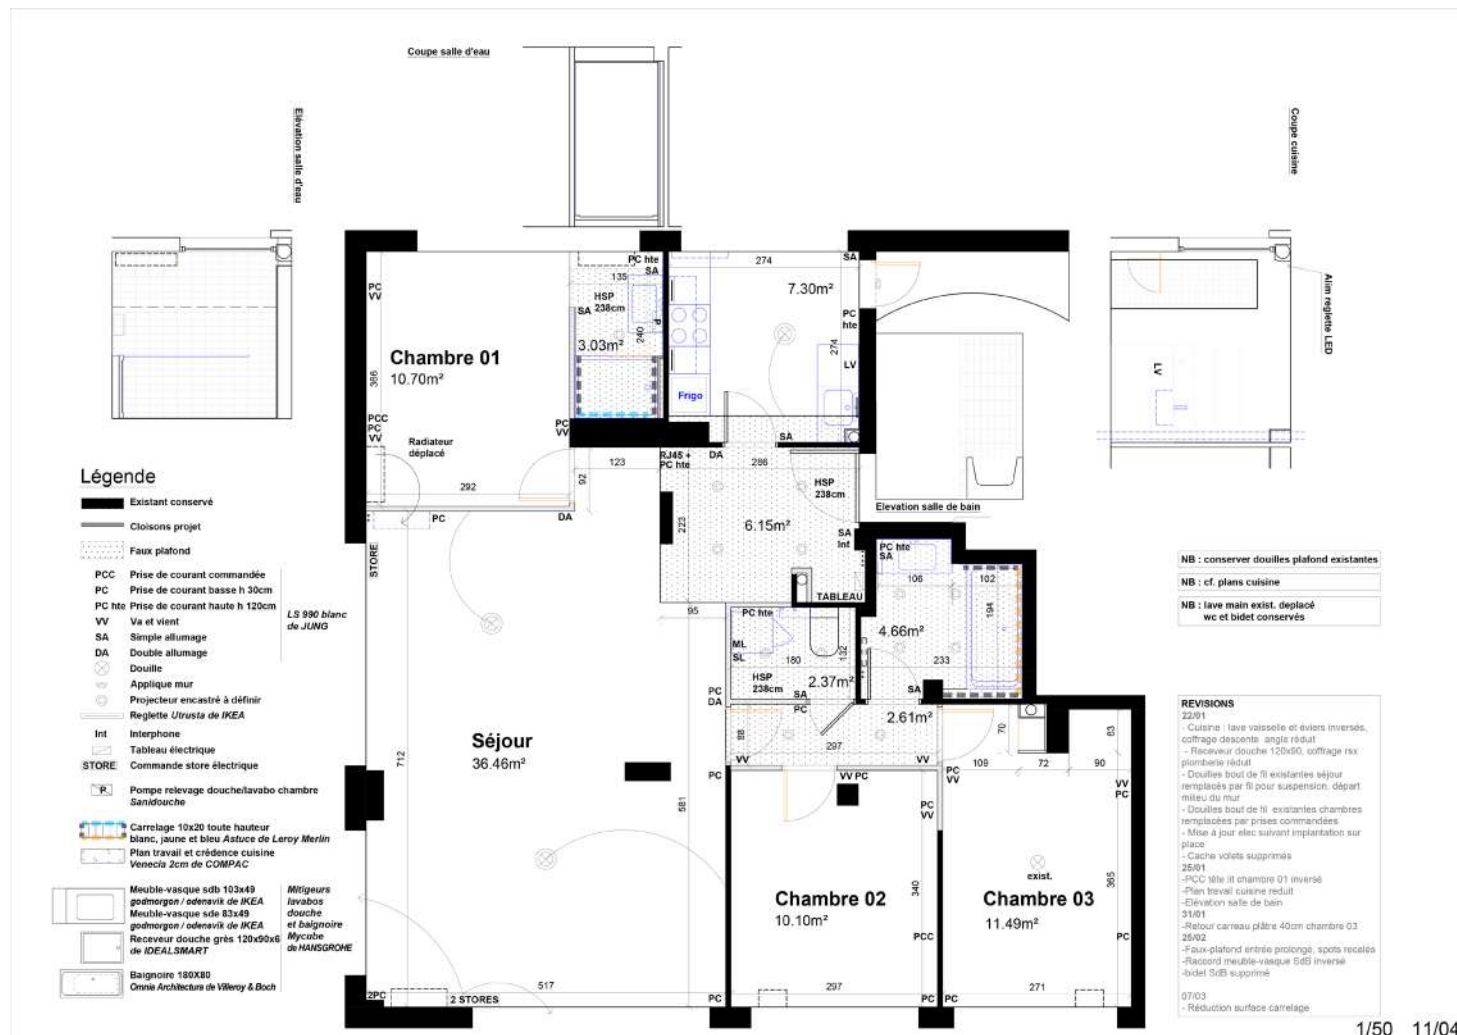 Coupe salle d'eau
Elévation salle d'eau
Coupe cuisine
Alim reglette LED
LV
PC
VV
Chambre 01
10.70m²
366
PCC
PC
VV
Radiateur
déplacé
292
PC
VV
PC
DA
PC hte
SA
135
HSP
238cm
SA
P
240
3.03m²
274
7.30m²
SA
PC
hte
274
LV
Frigo
SA
DA
RJ45 +
PC hte
123
286
92
HSP
238cm
223
6.15m²
SA
Int
TABLEAU
Elevation salle de bain
PC hte
SA
106
102
194
4.66m²
233
SA
95
PC hte
ML
SL
180
132
HSP
238cm
2.37m²
SA
PC
PC
DA
88
2.61m²
297
VV
VV
PC
VV PC
STORE
Séjour
36.46m²
712
581
517
2PC
2 STORES
PC
PC
VV
340
Chambre 02
10.10m²
PCC
297
PC
PC
VV
109
72
90
70
63
VV
PC
exist.
365
Chambre 03
11.49m²
PC
PC
271
Légende
Existant conservé
Cloisons projet
Faux plafond
PCC Prise de courant commandée
PC Prise de courant basse h 30cm
PC hte Prise de courant haute h 120cm
VV Va et vient
SA Simple allumage
DA Double allumage
LS 990 blanc
de JUNG
Douille
Applique mur
Projecteur encastré à définir
Reglette Utrusta de IKEA
Int Interphone
Tableau électrique
STORE Commande store électrique
P Pompe relevage douche/lavabo chambre
Sanidouche
Carrelage 10x20 toute hauteur
blanc, jaune et bleu Astuce de Leroy Merlin
Plan travail et crédence cuisine
Venecia 2cm de COMPAC
Meuble-vasque sdb 103x49
godmorgon / odensvik de IKEA
Meuble-vasque sde 83x49
godmorgon / odensvik de IKEA
Receveur douche grès 120x90x6
de IDEALSMART
Baignoire 180X80
Omnia Architectura de Villeroy & Boch
Mitigeurs
lavabos
douche
et baignoire
Mycube
de HANSGROHE
NB : conserver douilles plafond existantes
NB : cf. plans cuisine
NB : lave main exist. deplacé
wc et bidet conservés
REVISIONS
22/01
- Cuisine : lave vaisselle et éviers inversés,
coffrage descente angle réduit
- Receveur douche 120x90, coffrage rsx
plomberie réduit
- Douilles bout de fil existantes séjour
remplacés par fil pour suspension, départ
milieu du mur
- Douilles bout de fil existantes chambres
remplacées par prises commandées
- Mise à jour elec suivant implantation sur
place
- Cache volets supprimés
25/01
-PCC tête lit chambre 01 inversé
-Plan travail cuisine reduit
-Elévation salle de bain
31/01
-Retour carreau plâtre 40cm chambre 03
25/02
-Faux-plafond entrée prolongé, spots recalés
-Raccord meuble-vasque SdB inversé
-bidet SdB supprimé
07/03
- Réduction surface carrelage
1/50 11/04